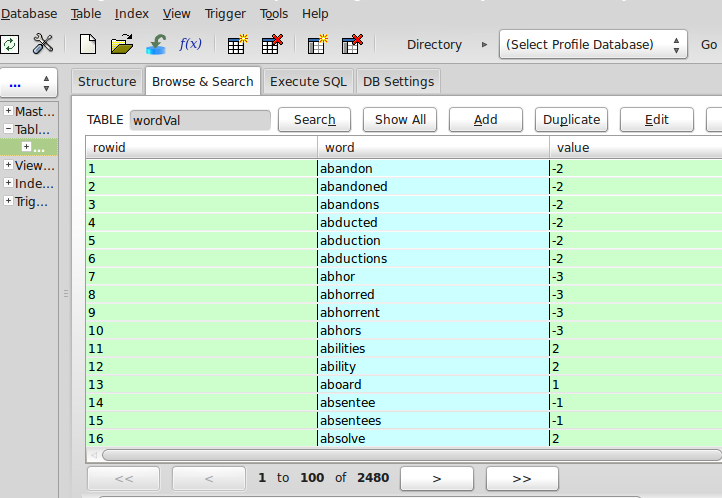 Database Table Index View Trigger Tools Help
f(x) Directory (Select Profile Database) Go
... Structure Browse & Search Execute SQL DB Settings
Mast...
Tabl...
...
View...
Inde...
Trig...
TABLE wordVal Search Show All Add Duplicate Edit
rowid word value
1 abandon -2
2 abandoned -2
3 abandons -2
4 abducted -2
5 abduction -2
6 abductions -2
7 abhor -3
8 abhorred -3
9 abhorrent -3
10 abhors -3
11 abilities 2
12 ability 2
13 aboard 1
14 absentee -1
15 absentees -1
16 absolve 2
<< < 1 to 100 of 2480 > >>